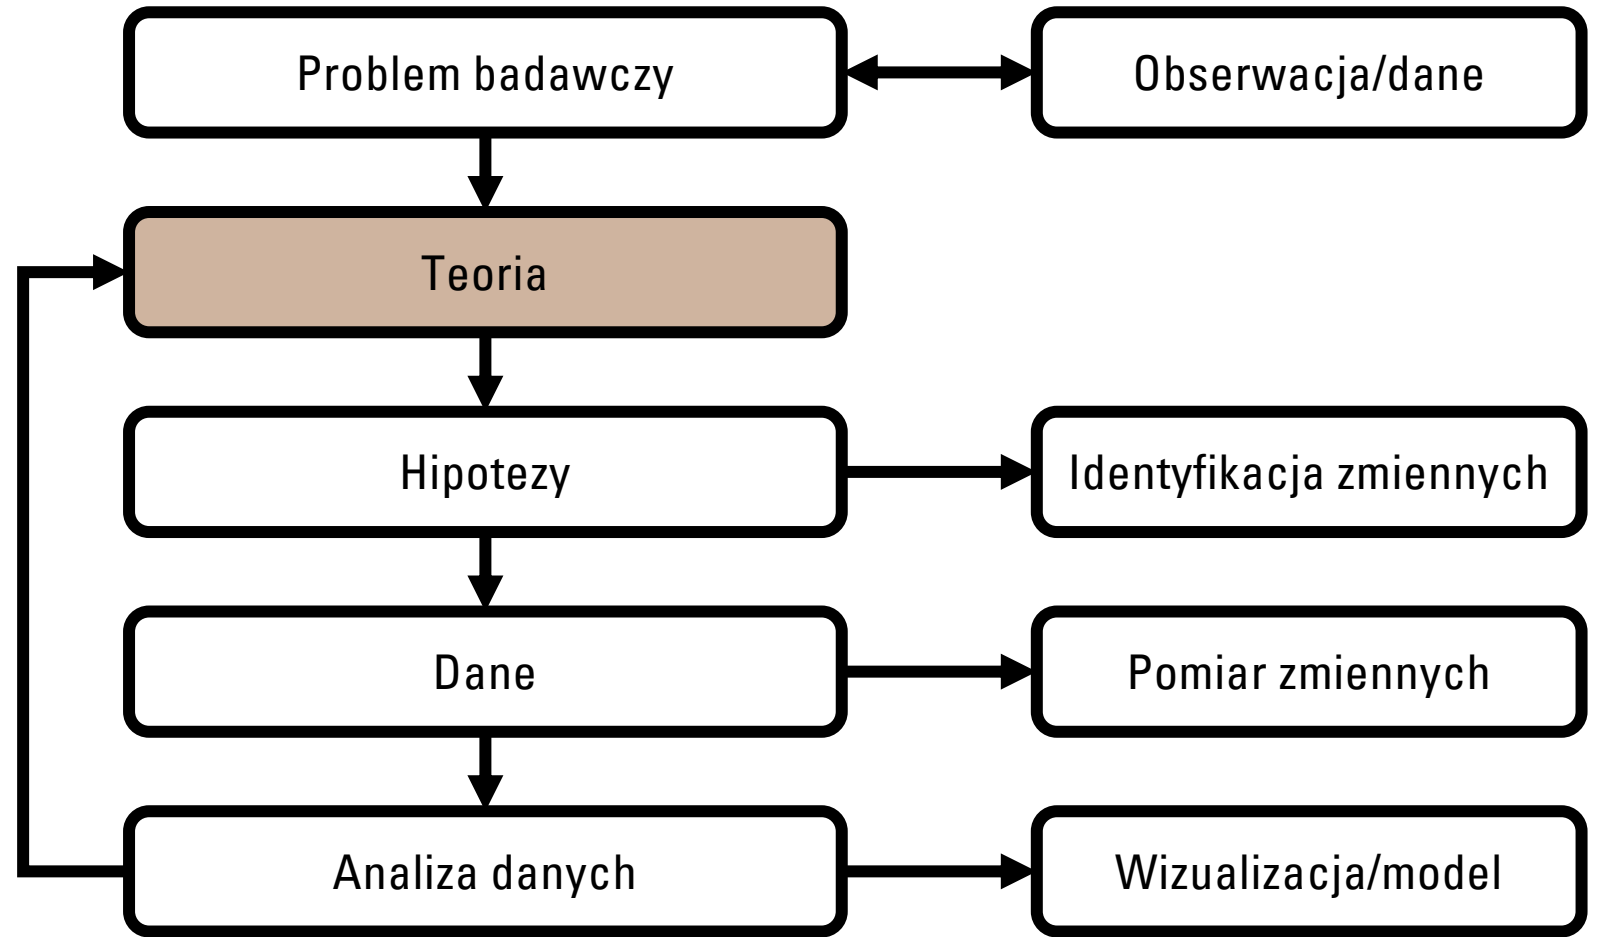 Problem badawczy
Obserwacja/dane
Teoria
Hipotezy
Identyfikacja zmiennych
Dane
Pomiar zmiennych
Analiza danych
Wizualizacja/model